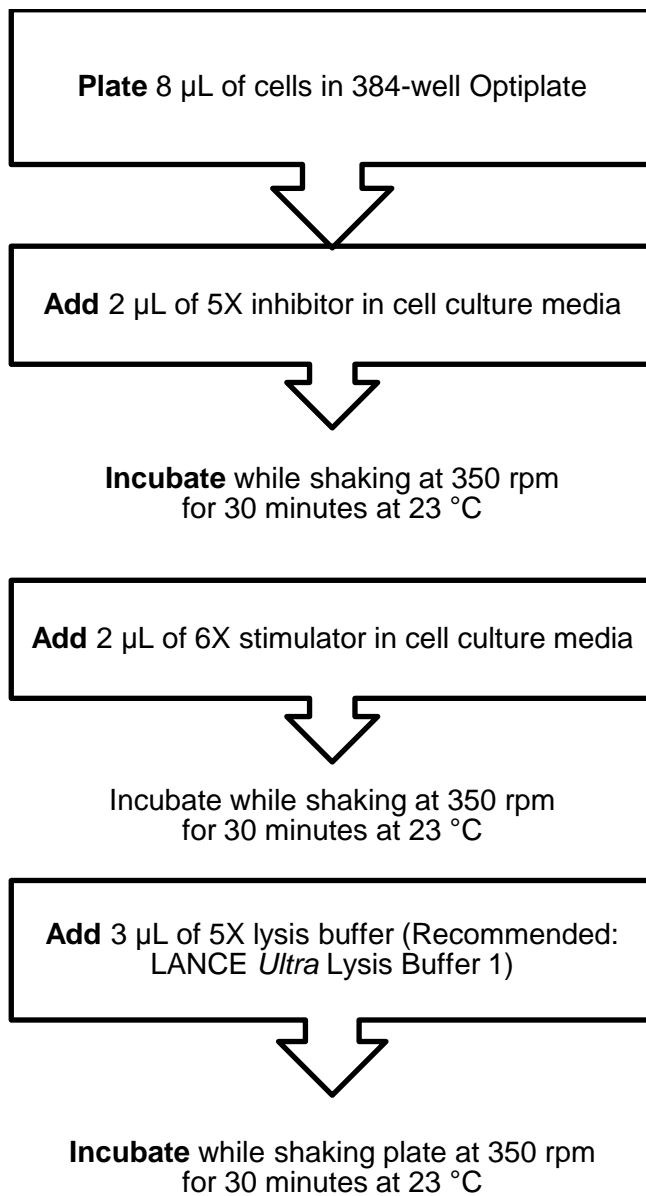 Plate 8 µL of cells in 384-well Optiplate
Add 2 µL of 5X inhibitor in cell culture media
Incubate while shaking at 350 rpm
for 30 minutes at 23 °C
Add 2 µL of 6X stimulator in cell culture media
Incubate while shaking at 350 rpm
for 30 minutes at 23 °C
Add 3 µL of 5X lysis buffer (Recommended:
LANCE Ultra Lysis Buffer 1)
Incubate while shaking plate at 350 rpm
for 30 minutes at 23 °C